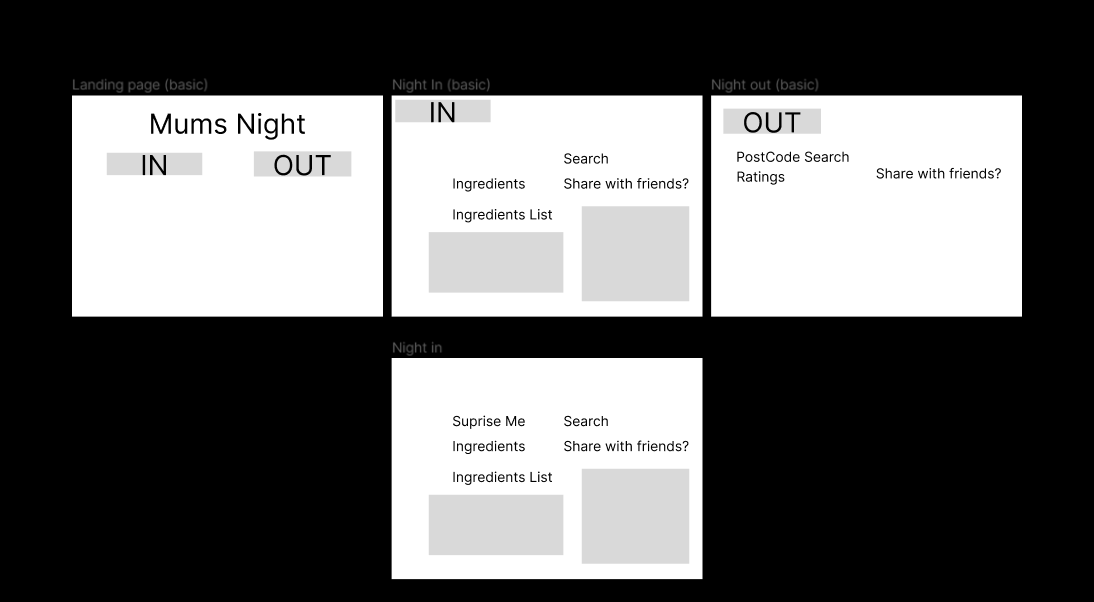 Landing page (basic)
Mums Night
IN
OUT
Night In (basic)
IN
Search
Ingredients
Share with friends?
Ingredients List
Night out (basic)
OUT
PostCode Search
Ratings
Share with friends?
Night in
Suprise Me
Search
Ingredients
Share with friends?
Ingredients List